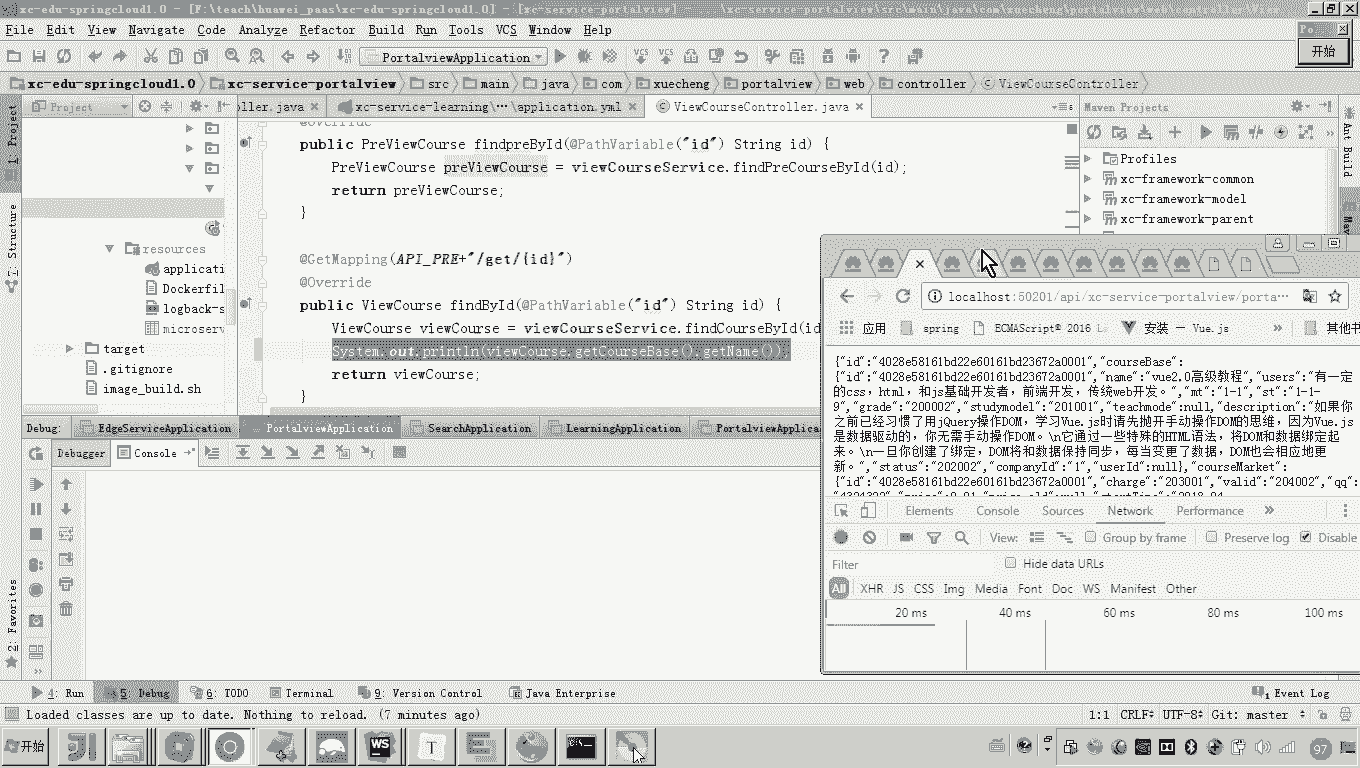 xc-edu-springcloud1.0 - [F:\teach\huawei_paas\xc-edu-springcloud1.0] - [xc-service-portalview]
File Edit View Navigate Code Analyze Refactor Build Run Tools VCS Window Help
开始
PortalviewApplication
xc-edu-springcloud1.0 xc-service-portalview src main java com xuecheng portalview web controller ViewCourseController
Project
ller.java xc-service-learning\···\application.yml ViewCourseController.java
Maven Projects
1: Project
7: Structure
2: Favorites
Ant Build
@Override
public PreViewCourse findpreById(@PathVariable("id") String id) {
PreViewCourse preViewCourse = viewCourseService.findPreCourseById(id);
return preViewCourse;
}
@GetMapping(API_PRE+"/get/{id}")
@Override
public ViewCourse findById(@PathVariable("id") String id) {
ViewCourse viewCourse = viewCourseService.findCourseById(id
System.out.println(viewCourse.getCourseBase().getName());
return viewCourse;
}
resources
applicati
Dockerfil
logback-s
microserv
target
.gitignore
image_build.sh
Profiles
xc-framework-common
xc-framework-model
xc-framework-parent
localhost:50201/api/xc-service-portalview/porta···
应用 spring ECMAScript® 2016 La 安装 — Vue.js » 其他书
{"id":"4028e58161bd22e60161bd23672a0001","courseBase":
{"id":"4028e58161bd22e60161bd23672a0001","name":"vue2.0高级教程","users":"有一定
的css，html，和js基础开发者，前端开发，传统web开发。","mt":"1-1","st":"1-1-
9","grade":"200002","studymodel":"201001","teachmode":null,"description":"如果你
之前已经习惯了用jQuery操作DOM，学习Vue.js时请先抛开手动操作DOM的思维，因为Vue.js
是数据驱动的，你无需手动操作DOM。\n它通过一些特殊的HTML语法，将DOM和数据绑定起
来。\n一旦你创建了绑定，DOM将和数据保持同步，每当变更了数据，DOM也会相应地更
新。","status":"202002","companyId":"1","userId":null},"courseMarket":
{"id":"4028e58161bd22e60161bd23672a0001","charge":"203001","valid":"204002","qq":
Elements Console Sources Network Performance »
View: Group by frame Preserve log Disable
Filter Hide data URLs
All XHR JS CSS Img Media Font Doc WS Manifest Other
20 ms 40 ms 60 ms 80 ms 100 ms
Debug: EdgeServiceApplication PortalviewApplication SearchApplication LearningApplication PortalviewApplica
Debugger Console
4: Run 5: Debug 6: TODO Terminal 9: Version Control Java Enterprise 1 Event Log
Loaded classes are up to date. Nothing to reload. (7 minutes ago) 1:1 CRLF UTF-8 Git: master
开始 WS T 97